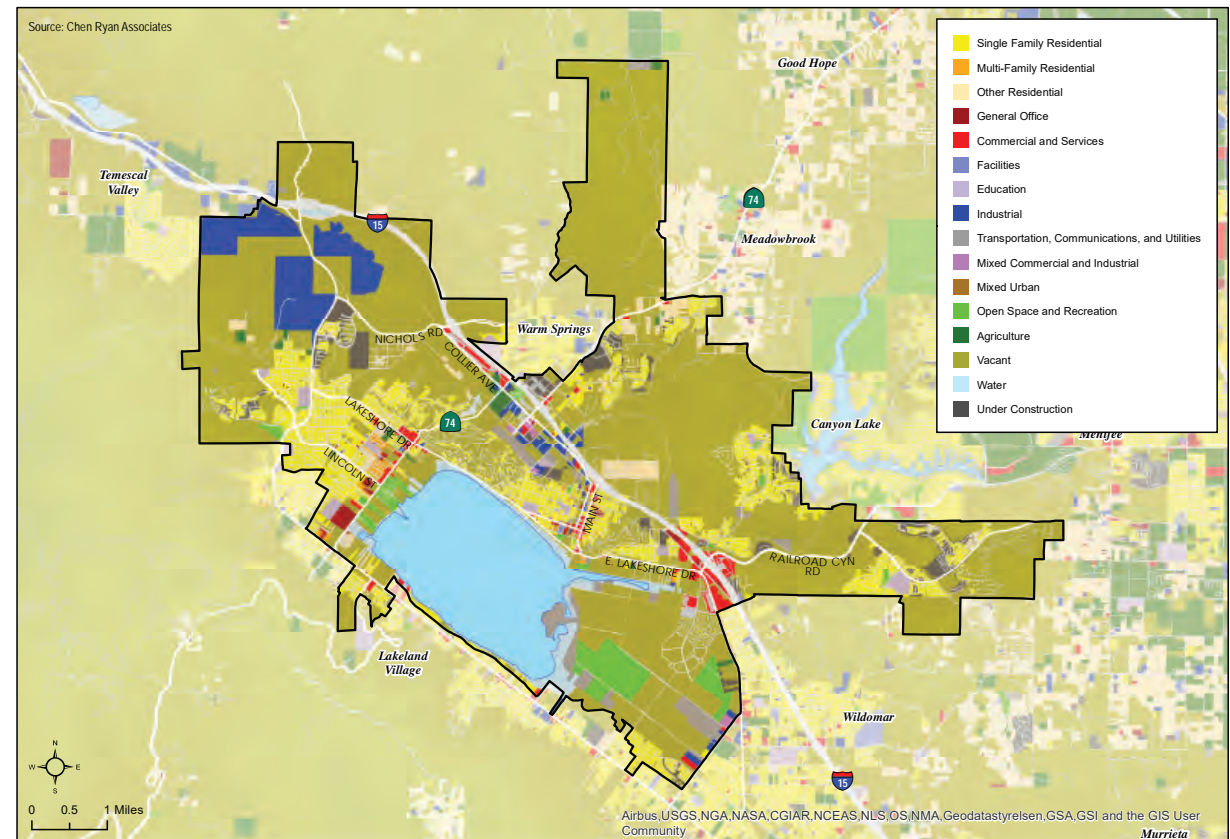 Source: Chen Ryan Associates
Single Family Residential
Multi-Family Residential
Other Residential
General Office
Commercial and Services
Facilities
Education
Industrial
Transportation, Communications, and Utilities
Mixed Commercial and Industrial
Mixed Urban
Open Space and Recreation
Agriculture
Vacant
Water
Under Construction
Good Hope
Temescal
Valley
74
15
Meadowbrook
Warm Springs
NICHOLS RD
COLLIER AVE
LAKESHORE DR
74
Canyon Lake
Menifee
LINCOLN ST
MAIN ST
E. LAKESHORE DR
RAILROAD CYN
RD
Lakeland
Village
Wildomar
15
N
W
E
S
0 0.5 1 Miles
Airbus,USGS,NGA,NASA,CGIAR,NCEAS,NLS,OS,NMA,Geodatastyrelsen,GSA,GSI and the GIS User
Community
Murrieta